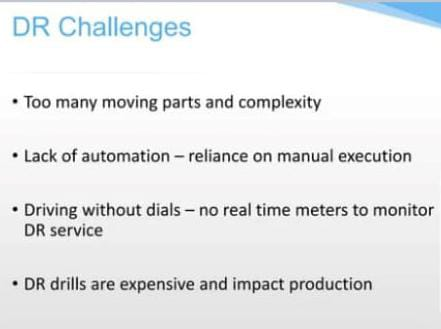 DR Challenges
• Too many moving parts and complexity
• Lack of automation – reliance on manual execution
• Driving without dials – no real time meters to monitor
DR service
• DR drills are expensive and impact production